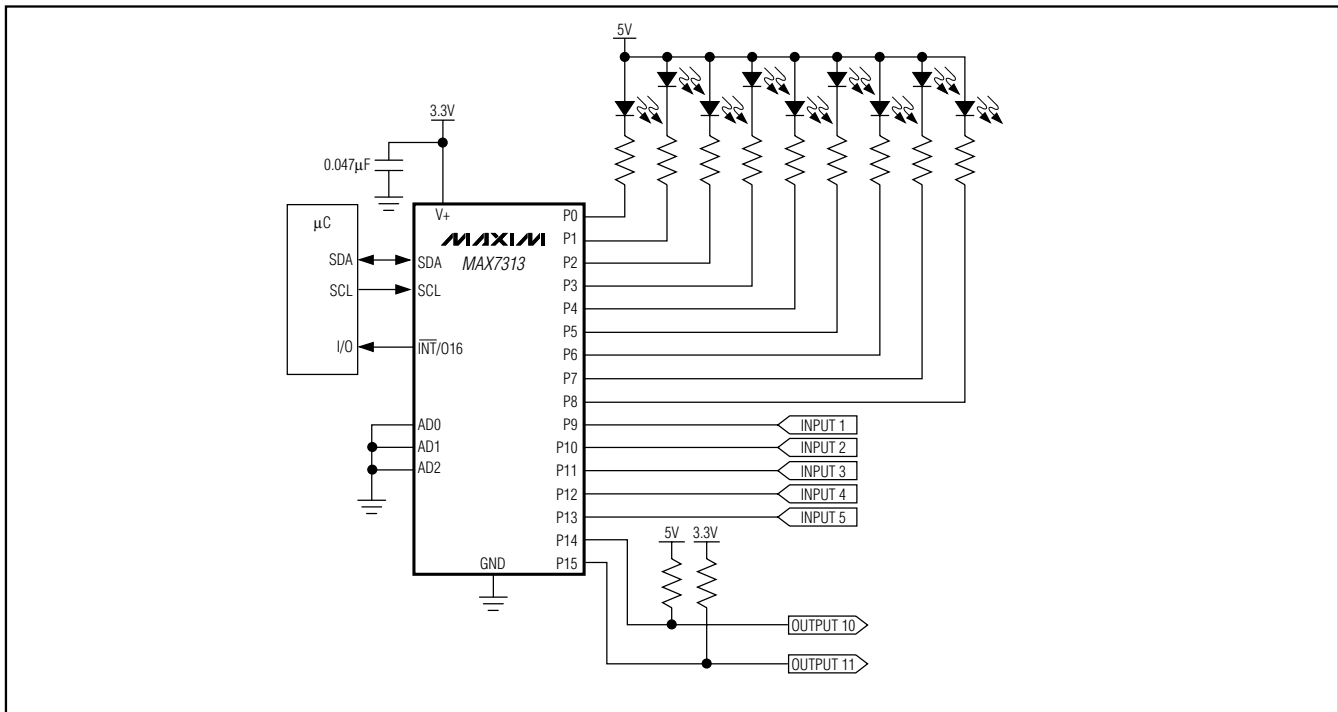 5V
3.3V
0.047µF
µC
SDA
SCL
I/O
V+
MAXIM
MAX7313
SDA
SCL
INT/O16
AD0
AD1
AD2
GND
P0
P1
P2
P3
P4
P5
P6
P7
P8
P9
P10
P11
P12
P13
P14
P15
INPUT 1
INPUT 2
INPUT 3
INPUT 4
INPUT 5
5V 3.3V
OUTPUT 10
OUTPUT 11